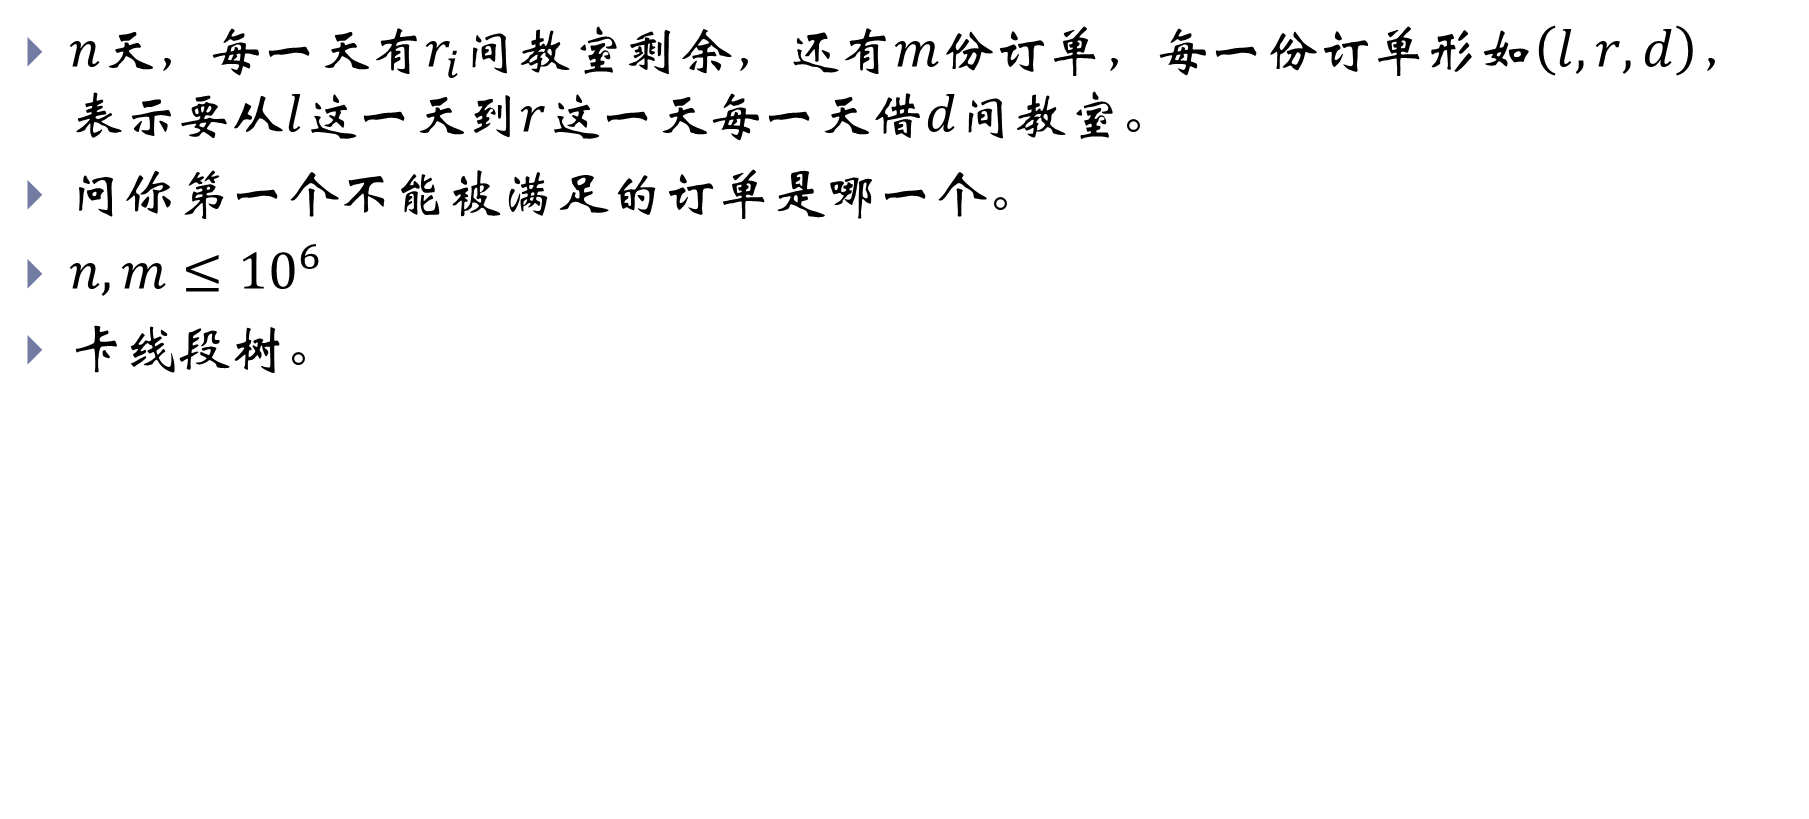 n天，每一天有rᵢ间教室剩余，还有m份订单，每一份订单形如(l,r,d)，
表示要从l这一天到r这一天每一天借d间教室。
问你第一个不能被满足的订单是哪一个。
n,m ≤ 10⁶
卡线段树。